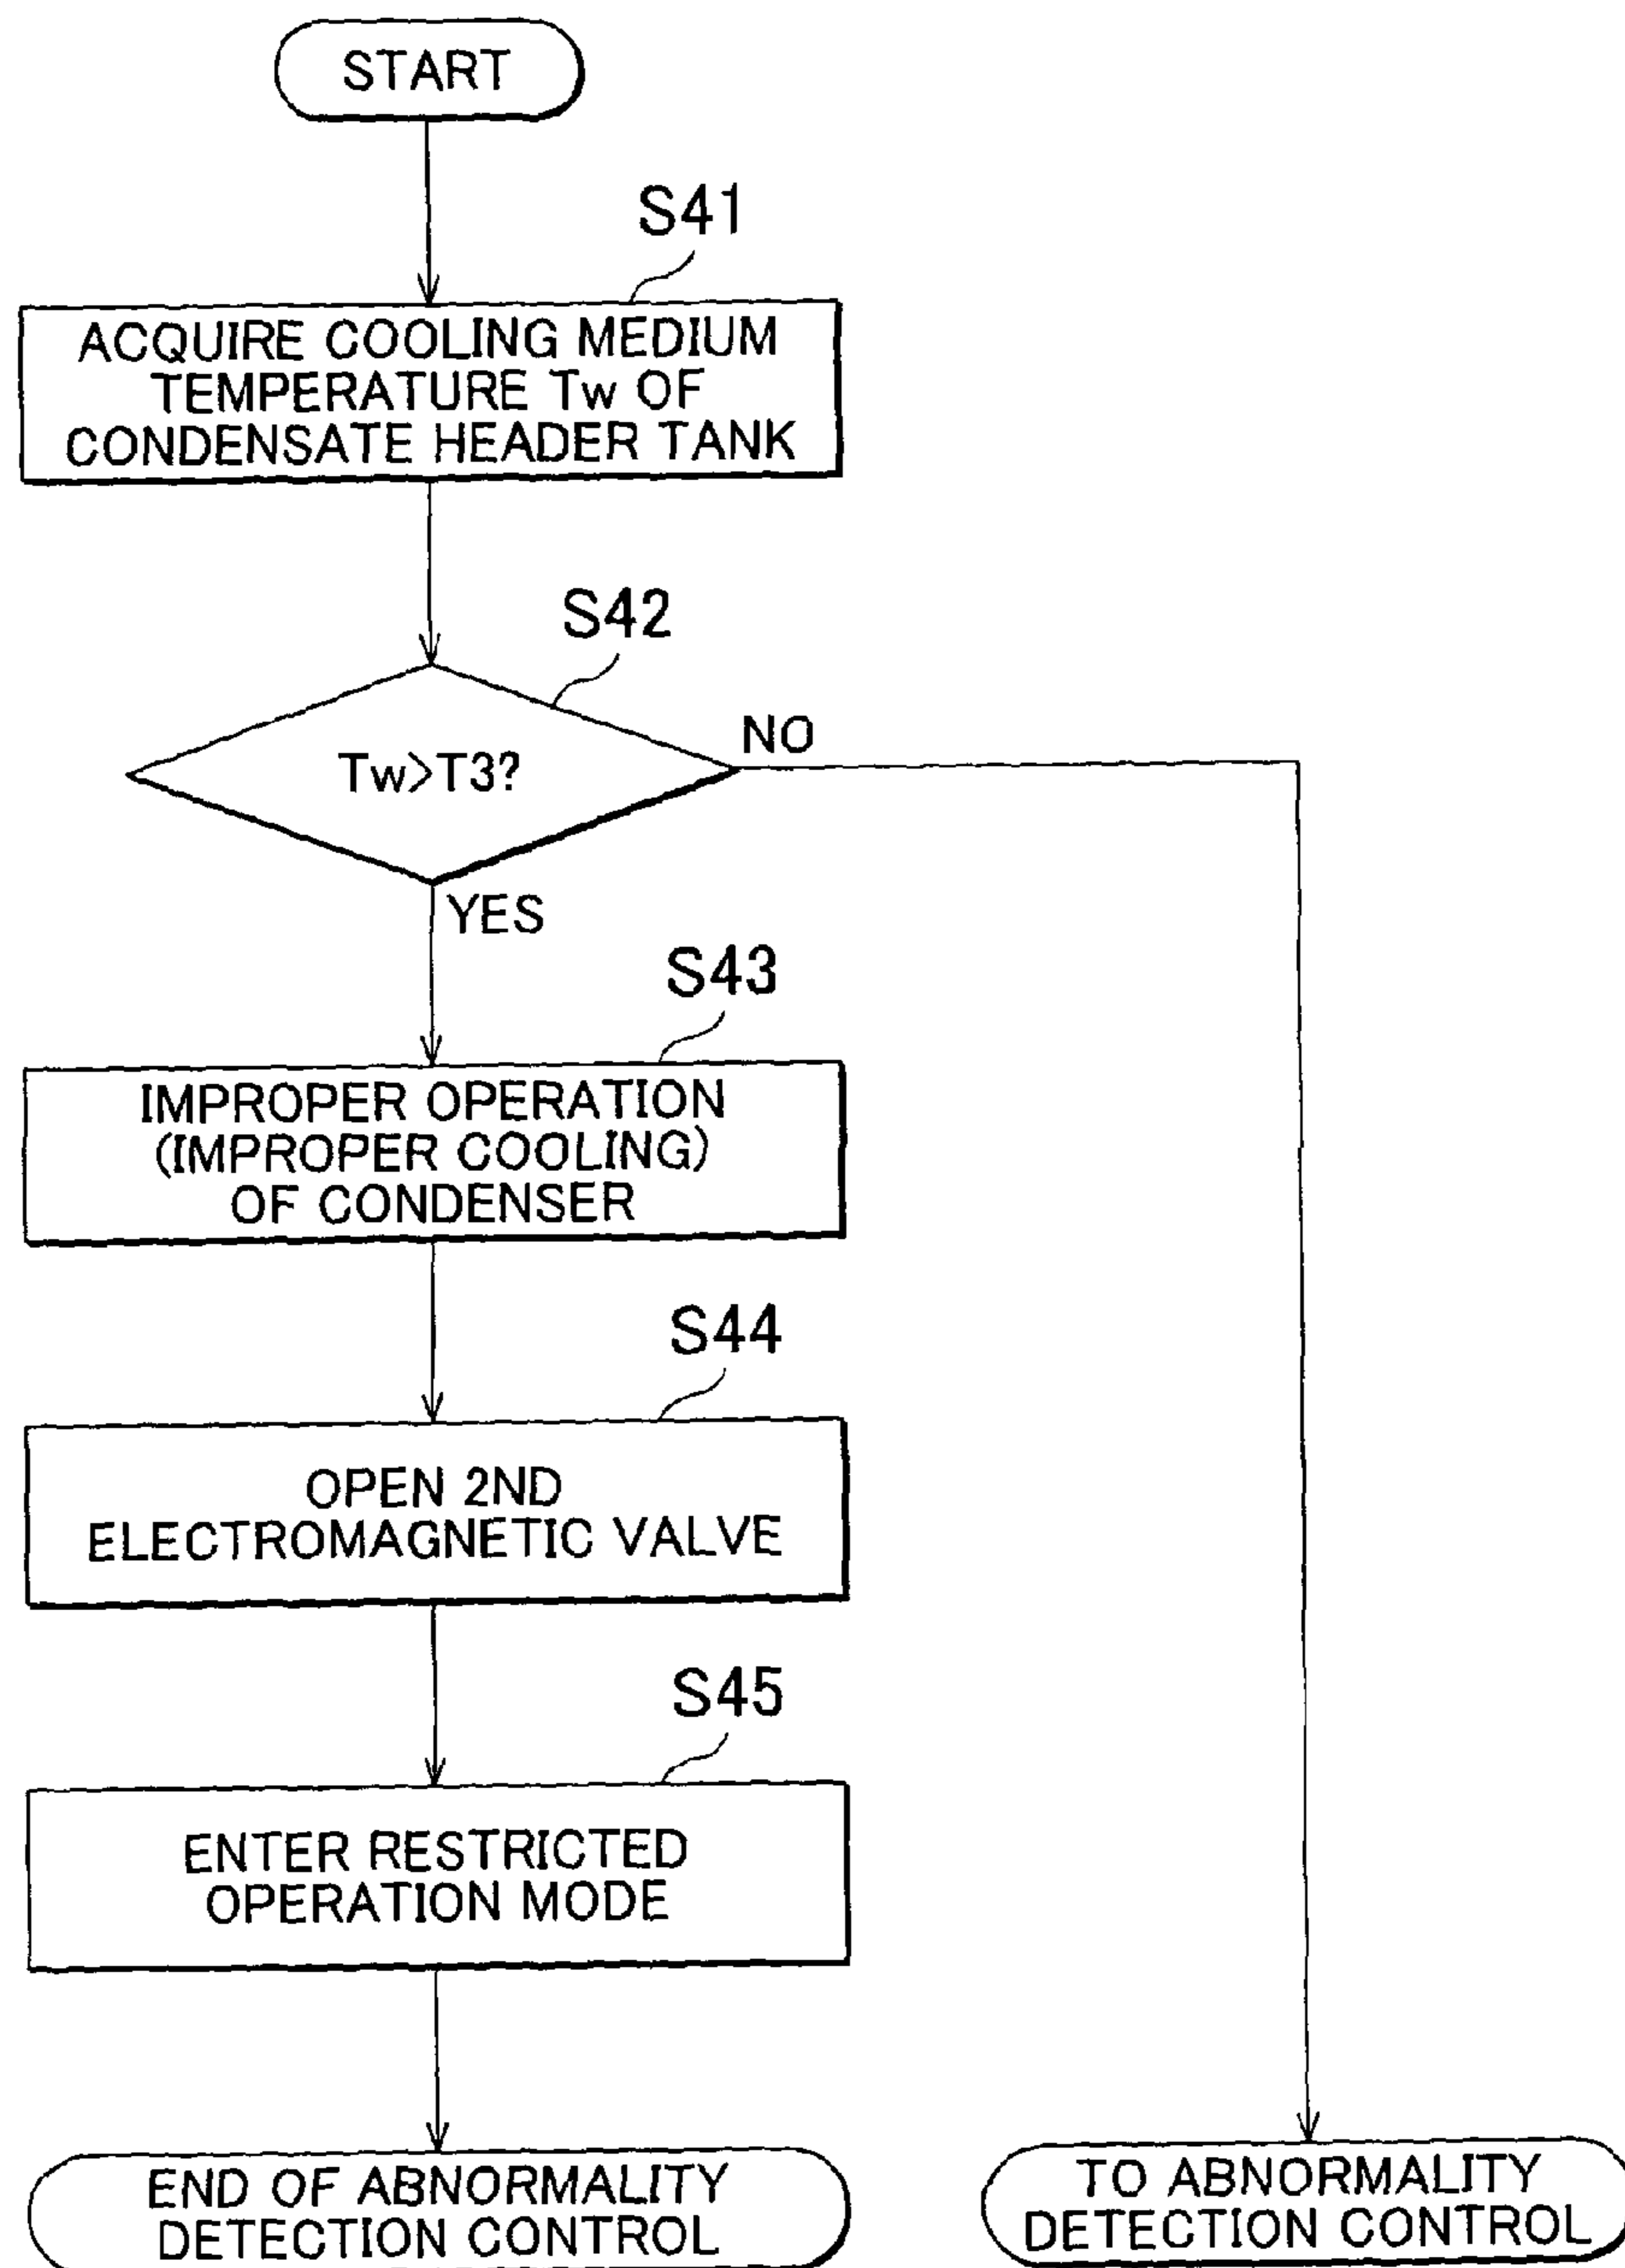 START
S41
ACQUIRE COOLING MEDIUM
TEMPERATURE Tw OF
CONDENSATE HEADER TANK
S42
Tw>T3?
NO
YES
S43
IMPROPER OPERATION
(IMPROPER COOLING)
OF CONDENSER
S44
OPEN 2ND
ELECTROMAGNETIC VALVE
S45
ENTER RESTRICTED
OPERATION MODE
END OF ABNORMALITY
DETECTION CONTROL
TO ABNORMALITY
DETECTION CONTROL